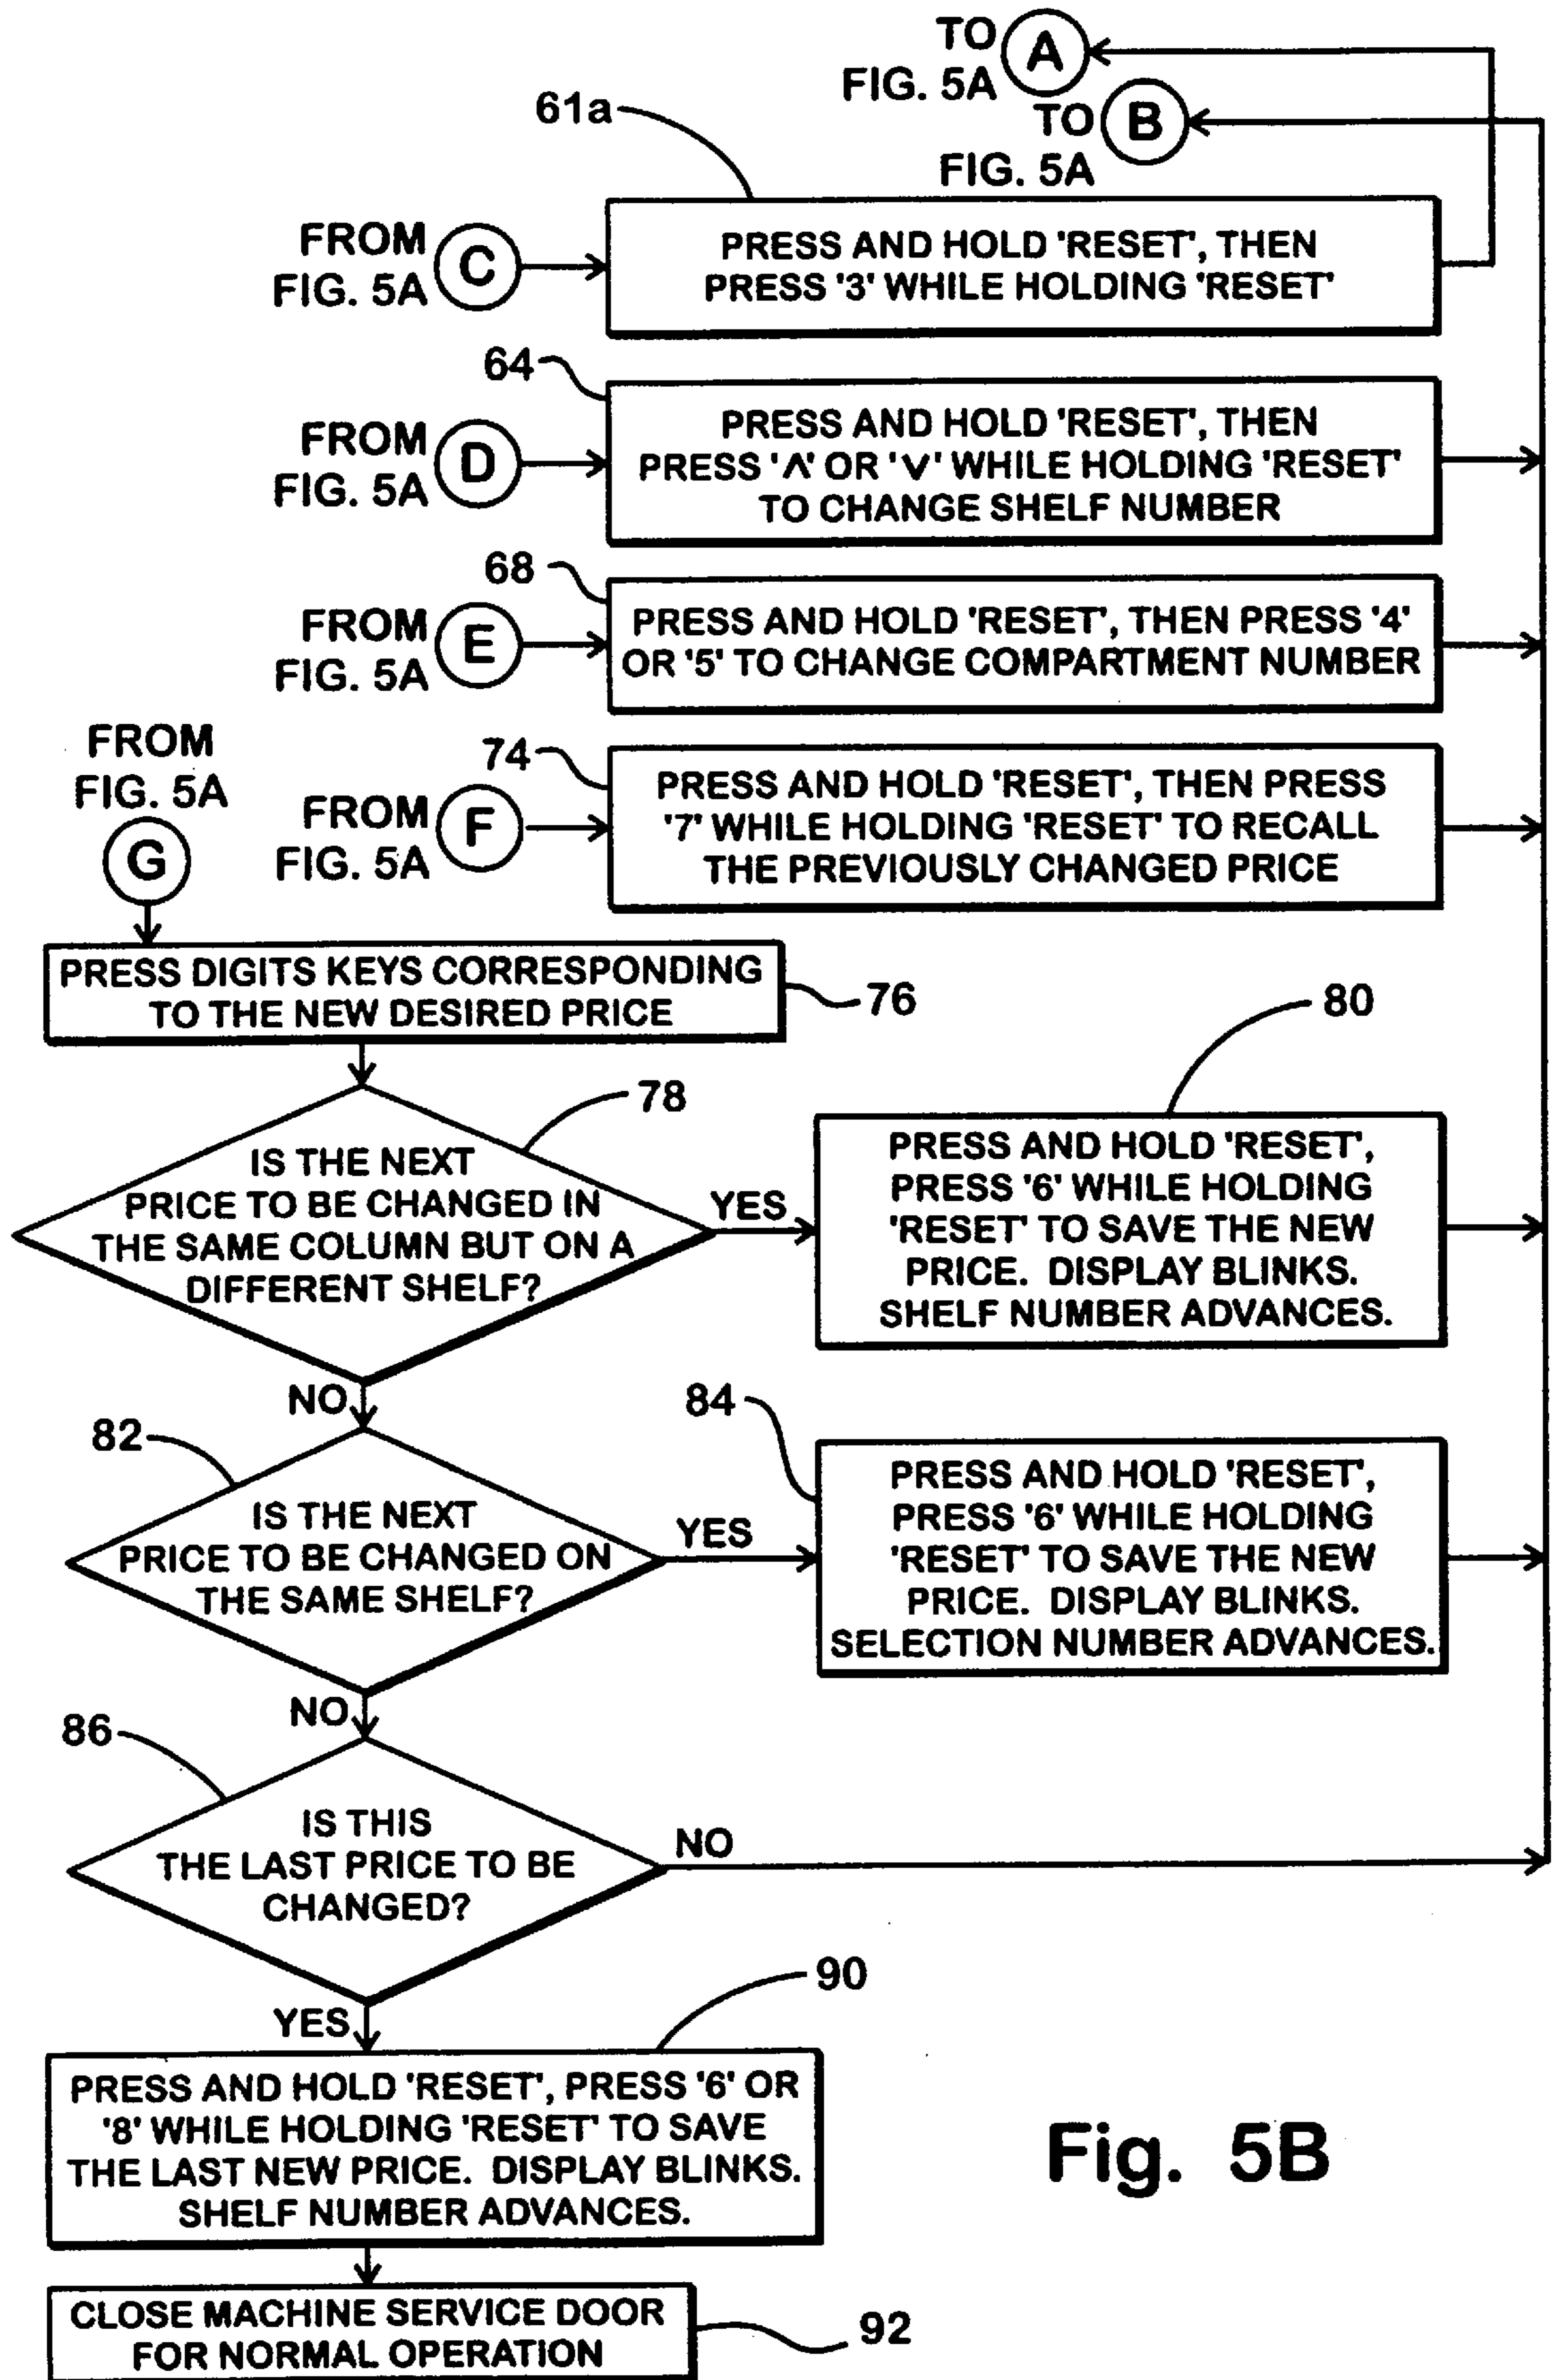 TO
FIG. 5A
A
TO
FIG. 5A
B
61a
FROM
FIG. 5A
C
PRESS AND HOLD 'RESET', THEN
PRESS '3' WHILE HOLDING 'RESET'
64
FROM
FIG. 5A
D
PRESS AND HOLD 'RESET', THEN
PRESS '∧' OR '∨' WHILE HOLDING 'RESET'
TO CHANGE SHELF NUMBER
68
FROM
FIG. 5A
E
PRESS AND HOLD 'RESET', THEN PRESS '4'
OR '5' TO CHANGE COMPARTMENT NUMBER
74
FROM
FIG. 5A
F
PRESS AND HOLD 'RESET', THEN PRESS
'7' WHILE HOLDING 'RESET' TO RECALL
THE PREVIOUSLY CHANGED PRICE
FROM
FIG. 5A
G
PRESS DIGITS KEYS CORRESPONDING
TO THE NEW DESIRED PRICE
76
78
IS THE NEXT
PRICE TO BE CHANGED IN
THE SAME COLUMN BUT ON A
DIFFERENT SHELF?
YES
80
PRESS AND HOLD 'RESET',
PRESS '6' WHILE HOLDING
'RESET' TO SAVE THE NEW
PRICE. DISPLAY BLINKS.
SHELF NUMBER ADVANCES.
NO
82
IS THE NEXT
PRICE TO BE CHANGED ON
THE SAME SHELF?
YES
84
PRESS AND HOLD 'RESET',
PRESS '6' WHILE HOLDING
'RESET' TO SAVE THE NEW
PRICE. DISPLAY BLINKS.
SELECTION NUMBER ADVANCES.
NO
86
IS THIS
THE LAST PRICE TO BE
CHANGED?
NO
YES
90
PRESS AND HOLD 'RESET', PRESS '6' OR
'8' WHILE HOLDING 'RESET' TO SAVE
THE LAST NEW PRICE. DISPLAY BLINKS.
SHELF NUMBER ADVANCES.
CLOSE MACHINE SERVICE DOOR
FOR NORMAL OPERATION
92
Fig. 5B